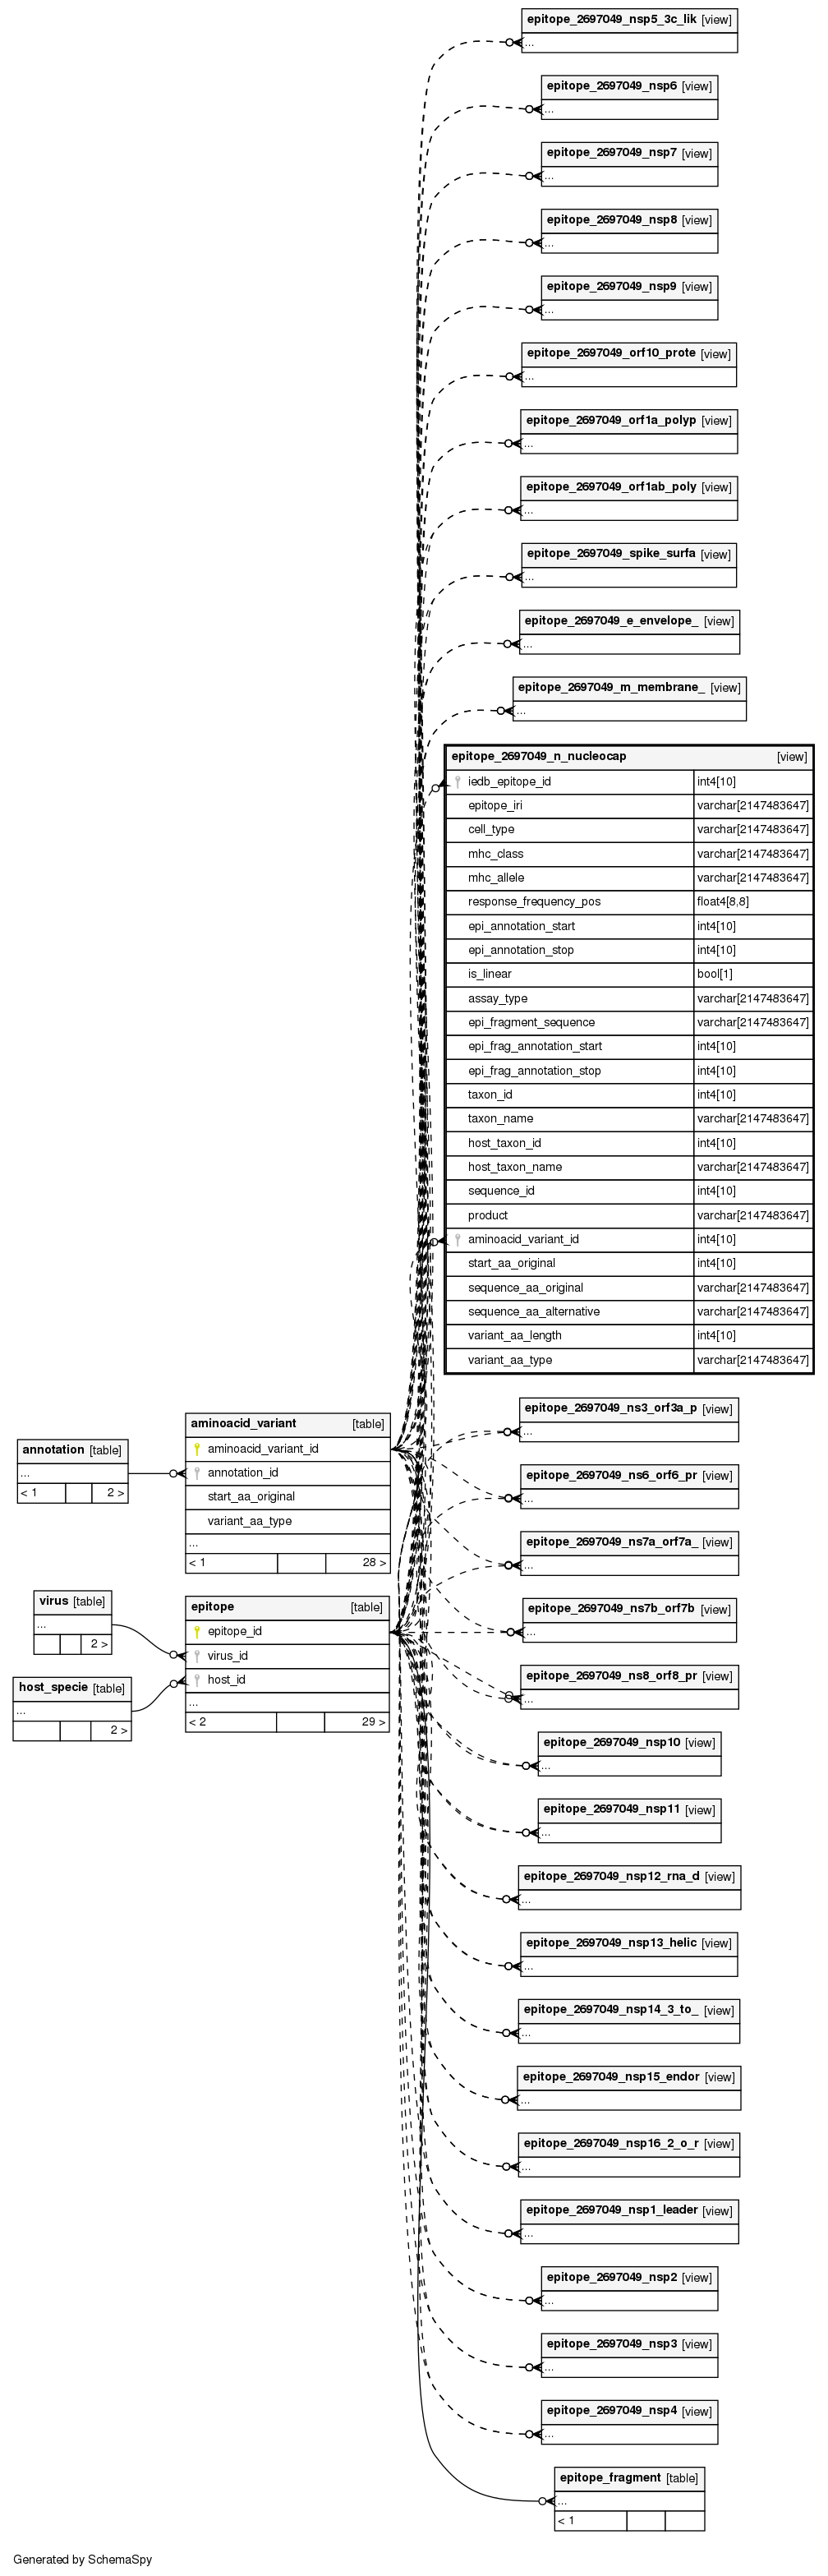 epitope_2697049_nsp5_3c_lik [view]
...
epitope_2697049_nsp6 [view]
...
epitope_2697049_nsp7 [view]
...
epitope_2697049_nsp8 [view]
...
epitope_2697049_nsp9 [view]
...
epitope_2697049_orf10_prote [view]
...
epitope_2697049_orf1a_polyp [view]
...
epitope_2697049_orf1ab_poly [view]
...
epitope_2697049_spike_surfa [view]
...
epitope_2697049_e_envelope_ [view]
...
epitope_2697049_m_membrane_ [view]
...
epitope_2697049_n_nucleocap [view]
iedb_epitope_id int4[10]
epitope_iri varchar[2147483647]
cell_type varchar[2147483647]
mhc_class varchar[2147483647]
mhc_allele varchar[2147483647]
response_frequency_pos float4[8,8]
epi_annotation_start int4[10]
epi_annotation_stop int4[10]
is_linear bool[1]
assay_type varchar[2147483647]
epi_fragment_sequence varchar[2147483647]
epi_frag_annotation_start int4[10]
epi_frag_annotation_stop int4[10]
taxon_id int4[10]
taxon_name varchar[2147483647]
host_taxon_id int4[10]
host_taxon_name varchar[2147483647]
sequence_id int4[10]
product varchar[2147483647]
aminoacid_variant_id int4[10]
start_aa_original int4[10]
sequence_aa_original varchar[2147483647]
sequence_aa_alternative varchar[2147483647]
variant_aa_length int4[10]
variant_aa_type varchar[2147483647]
annotation [table]
...
< 1 2 >
aminoacid_variant [table]
aminoacid_variant_id
annotation_id
start_aa_original
variant_aa_type
...
< 1 28 >
virus [table]
...
2 >
host_specie [table]
...
2 >
epitope [table]
epitope_id
virus_id
host_id
...
< 2 29 >
epitope_2697049_ns3_orf3a_p [view]
...
epitope_2697049_ns6_orf6_pr [view]
...
epitope_2697049_ns7a_orf7a_ [view]
...
epitope_2697049_ns7b_orf7b [view]
...
epitope_2697049_ns8_orf8_pr [view]
...
epitope_2697049_nsp10 [view]
...
epitope_2697049_nsp11 [view]
...
epitope_2697049_nsp12_rna_d [view]
...
epitope_2697049_nsp13_helic [view]
...
epitope_2697049_nsp14_3_to_ [view]
...
epitope_2697049_nsp15_endor [view]
...
epitope_2697049_nsp16_2_o_r [view]
...
epitope_2697049_nsp1_leader [view]
...
epitope_2697049_nsp2 [view]
...
epitope_2697049_nsp3 [view]
...
epitope_2697049_nsp4 [view]
...
epitope_fragment [table]
...
< 1
Generated by SchemaSpy